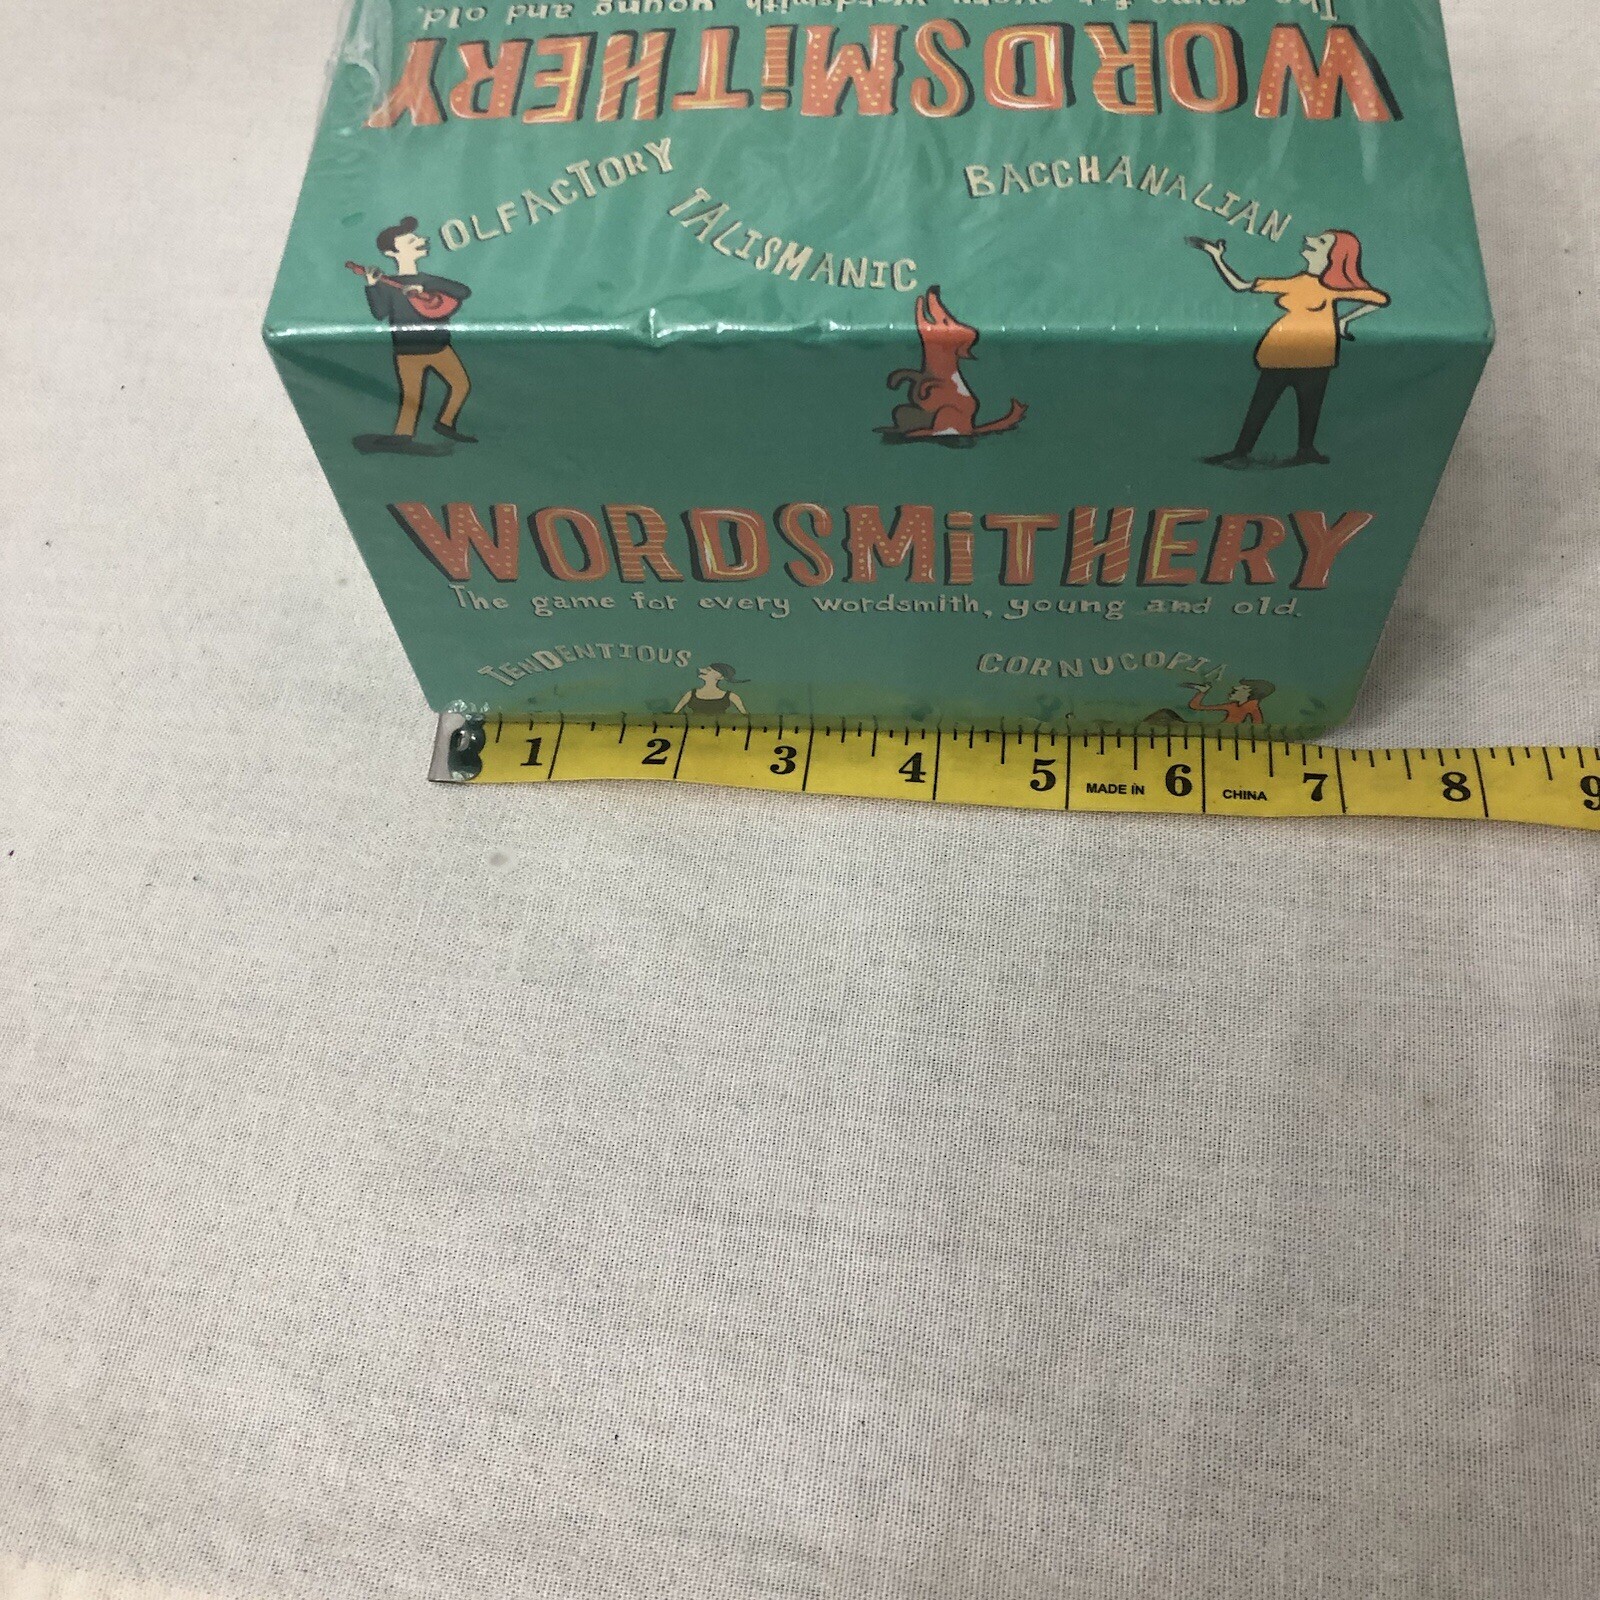 The game for every wordsmith, young and old.
WORDSMiTHERY
OLFACTORY
TALISMANIC
BACCHANALIAN
WORDSMiTHERY
The game for every wordsmith, young and old.
TENDENTIOUS
CORNUCOPIA
1 2 3 4 5 MADE IN 6 CHINA 7 8 9